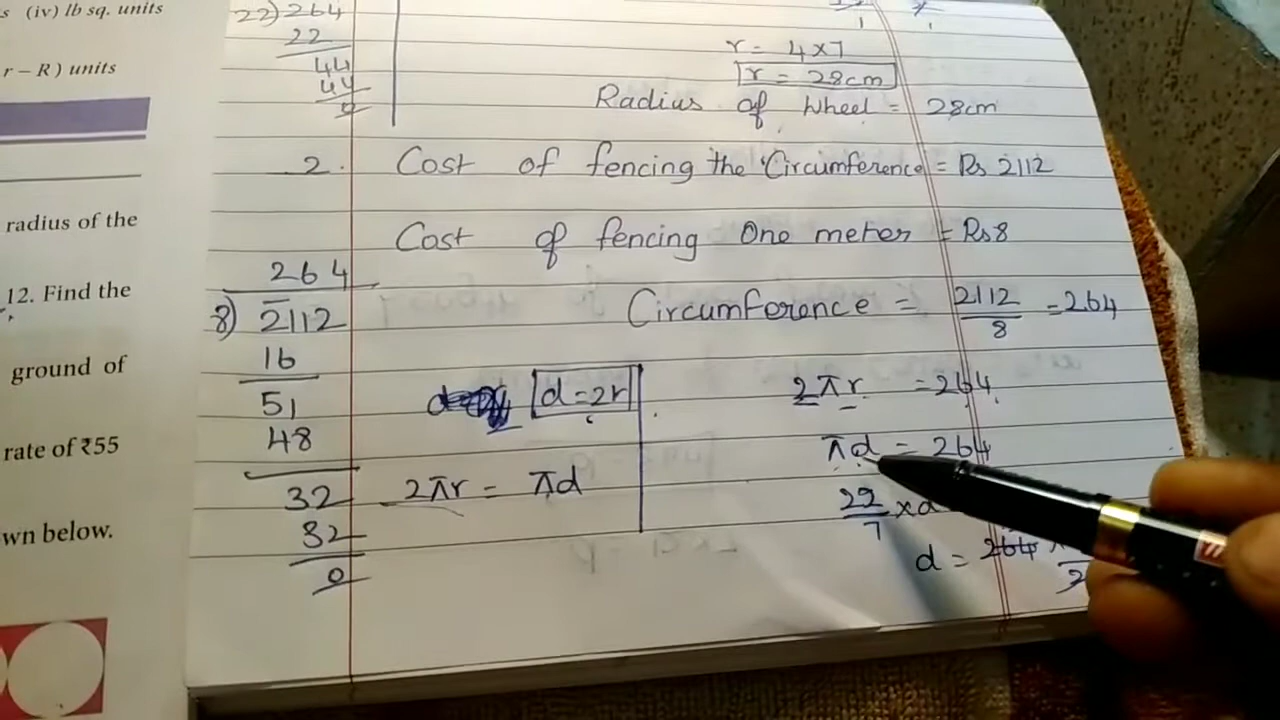 s (iv) lb sq. units
r – R ) units
radius of the
12. Find the
ground of
rate of ₹55
wn below.
22)264
22
44
44
0
r = 4×7
r = 28cm
Radius of Wheel = 28cm
2. Cost of fencing the Circumference = Rs 2112
Cost of fencing One meter = Rs8
264
8) 2112
16
51
48
32
32
0
Circumference = 2112/8 = 264
d=2r
2πr = πd
2πr = 264
πd = 264
22/7 ×d
d = 264